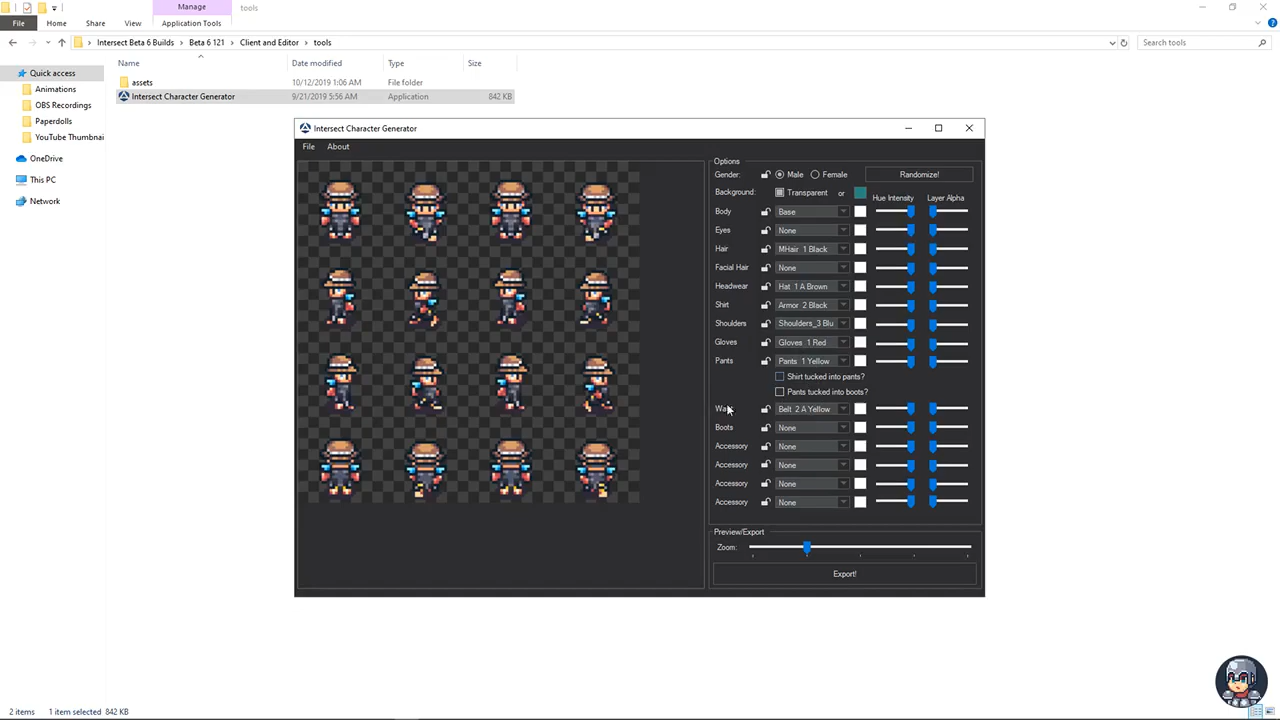 Manage
tools
File
Home
Share
View
Application Tools
Intersect Beta 6 Builds
Beta 6 121
Client and Editor
tools
Search tools
Quick access
Animations
OBS Recordings
Paperdolls
YouTube Thumbnai
OneDrive
This PC
Network
Name
Date modified
Type
Size
assets
10/12/2019 1:06 AM
File folder
Intersect Character Generator
9/21/2019 5:56 AM
Application
842 KB
Intersect Character Generator
File
About
Options
Gender:
Male
Female
Randomize!
Background:
Transparent
or
Hue Intensity
Layer Alpha
Body
Base
Eyes
None
Hair
MHair 1 Black
Facial Hair
None
Headwear
Hat 1 A Brown
Shirt
Armor 2 Black
Shoulders
Shoulders_3 Blu
Gloves
Gloves 1 Red
Pants
Pants 1 Yellow
Shirt tucked into pants?
Pants tucked into boots?
Belt 2 A Yellow
Boots
None
Accessory
None
Accessory
None
Accessory
None
Accessory
None
Preview/Export
Zoom:
Export!
2 items
1 item selected 842 KB